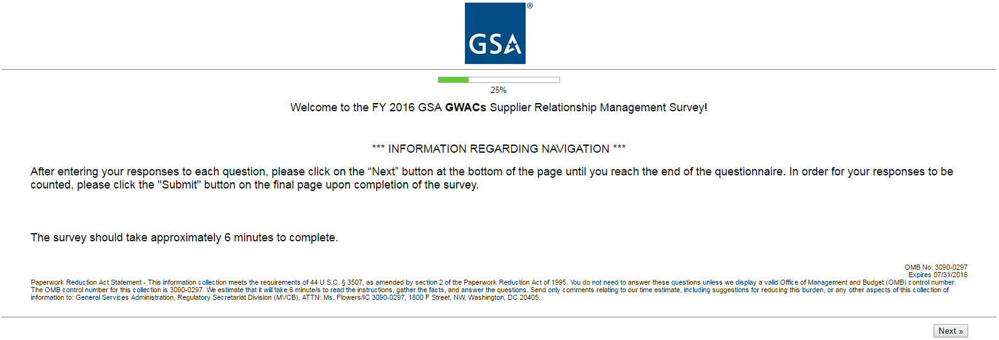 GSA®
25%
Welcome to the FY 2016 GSA GWACs Supplier Relationship Management Survey!
*** INFORMATION REGARDING NAVIGATION ***
After entering your responses to each question, please click on the “Next” button at the bottom of the page until you reach the end of the questionnaire. In order for your responses to be
counted, please click the "Submit" button on the final page upon completion of the survey.
The survey should take approximately 6 minutes to complete.
OMB No: 3090-0297
Expires 07/31/2016
Paperwork Reduction Act Statement - This information collection meets the requirements of 44 U.S.C. § 3507, as amended by section 2 of the Paperwork Reduction Act of 1995. You do not need to answer these questions unless we display a valid Office of Management and Budget (OMB) control number.
The OMB control number for this collection is 3090-0297. We estimate that it will take 6 minute/s to read the instructions, gather the facts, and answer the questions. Send only comments relating to our time estimate, including suggestions for reducing this burden, or any other aspects of this collection of
information to: General Services Administration, Regulatory Secretariat Division (MVCB), ATTN: Ms. Flowers/IC 3090-0297, 1800 F Street, NW, Washington, DC 20405.
Next »